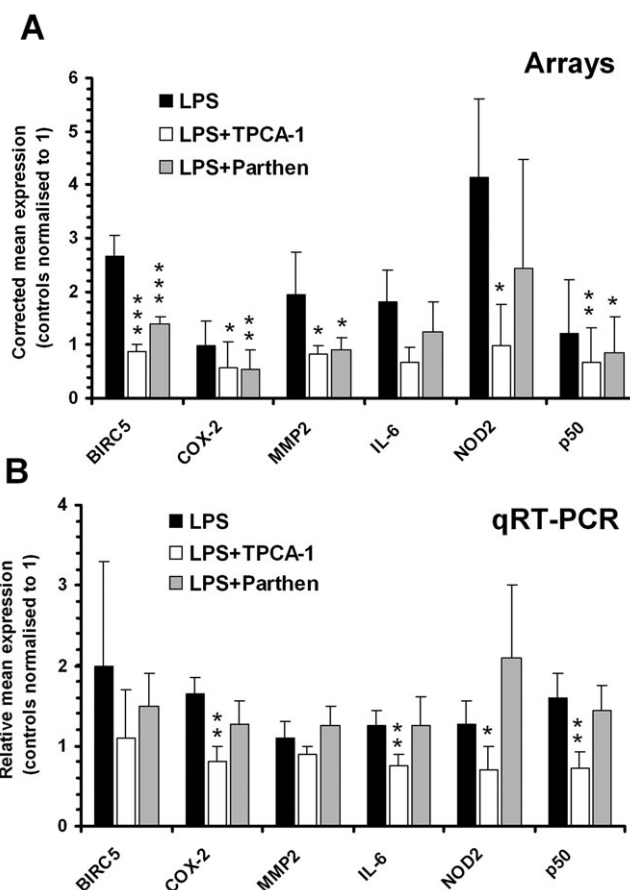 A
Arrays
Corrected mean expression
(controls normalised to 1)
6
5
4
3
2
1
0
LPS
LPS+TPCA-1
LPS+Parthen
***
***
*
**
*
*
*
**
*
BIRC5
COX-2
MMP2
IL-6
NOD2
p50
B
qRT-PCR
Relative mean expression
(controls normalised to 1)
4
3
2
1
0
LPS
LPS+TPCA-1
LPS+Parthen
**
**
*
**
BIRC5
COX-2
MMP2
IL-6
NOD2
p50